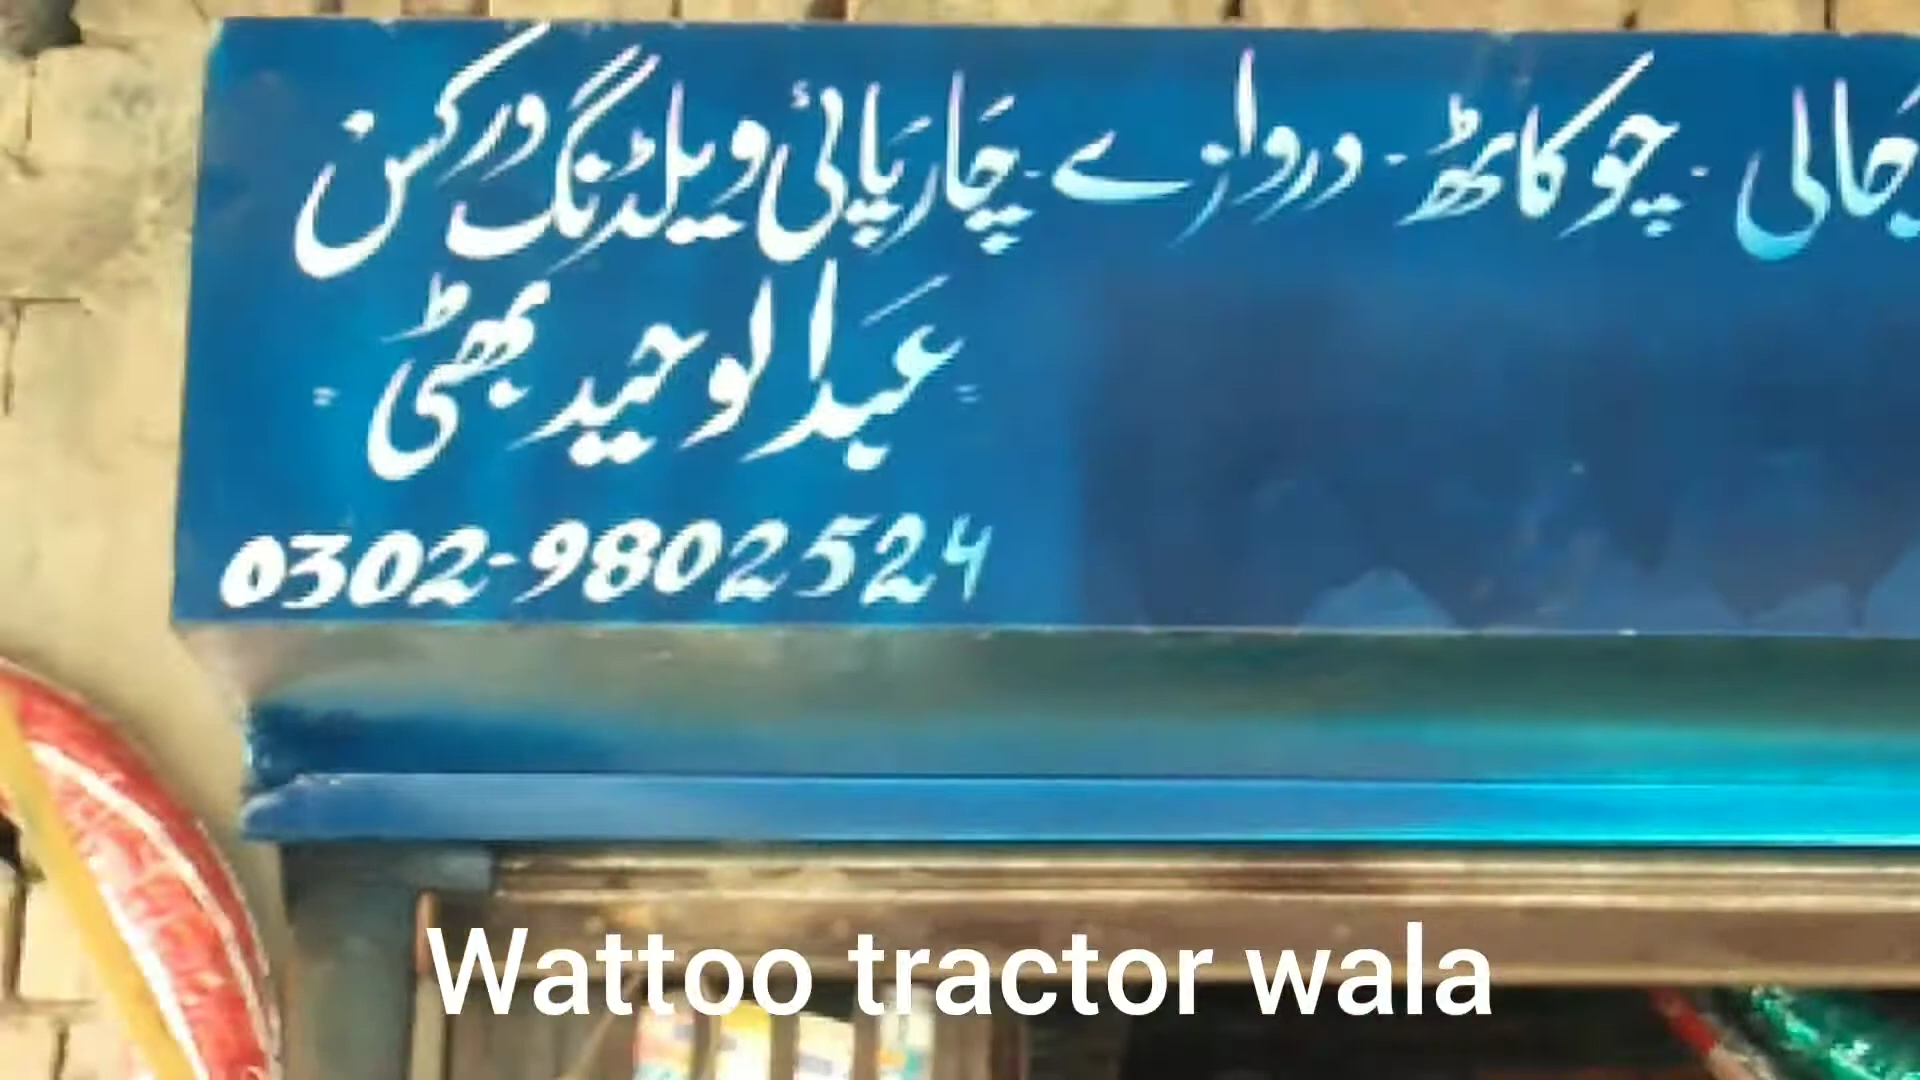 جالی - چوکاٹھ - دروازے - چارپائی ویلڈنگ ورکس
عبدالوحید بھٹی
0302-9802524
Wattoo tractor wala